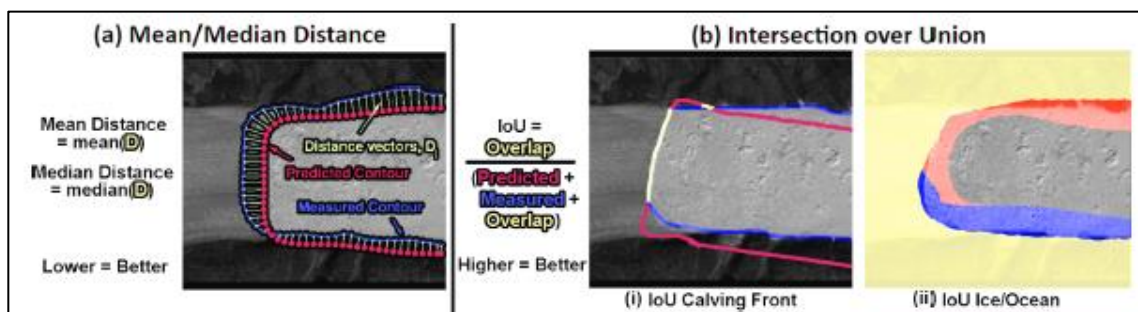 (a) Mean/Median Distance
Mean Distance
= mean(D)
Median Distance
= median(D)
Lower = Better
Distance vectors, D
Predicted Contour
Measured Contour
(b) Intersection over Union
IoU =
Overlap
(Predicted +
Measured +
Overlap)
Higher = Better
(i) IoU Calving Front
(ii) IoU Ice/Ocean